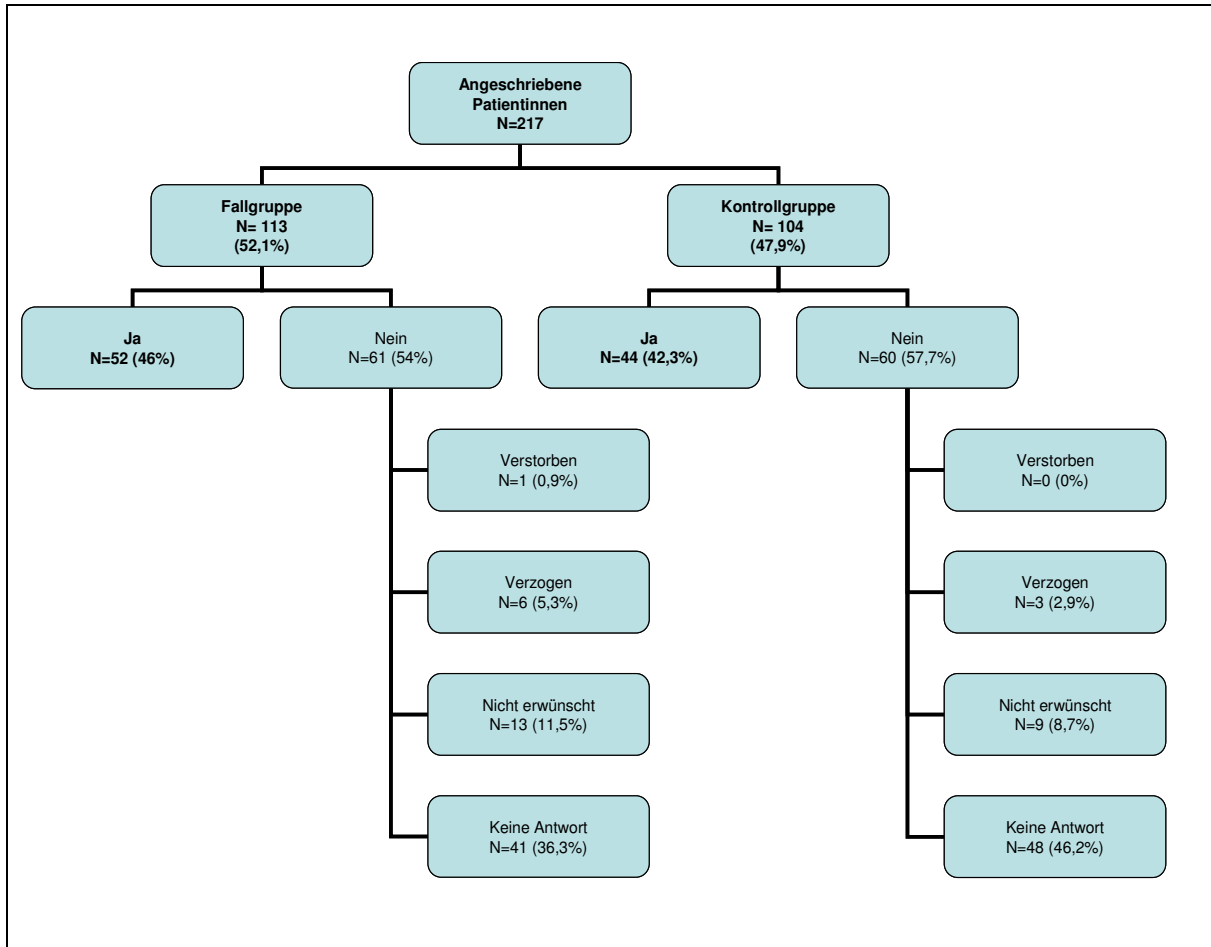 Angeschriebene
Patientinnen
N=217
Fallgruppe
N= 113
(52,1%)
Kontrollgruppe
N= 104
(47,9%)
Ja
N=52 (46%)
Nein
N=61 (54%)
Ja
N=44 (42,3%)
Nein
N=60 (57,7%)
Verstorben
N=1 (0,9%)
Verstorben
N=0 (0%)
Verzogen
N=6 (5,3%)
Verzogen
N=3 (2,9%)
Nicht erwünscht
N=13 (11,5%)
Nicht erwünscht
N=9 (8,7%)
Keine Antwort
N=41 (36,3%)
Keine Antwort
N=48 (46,2%)